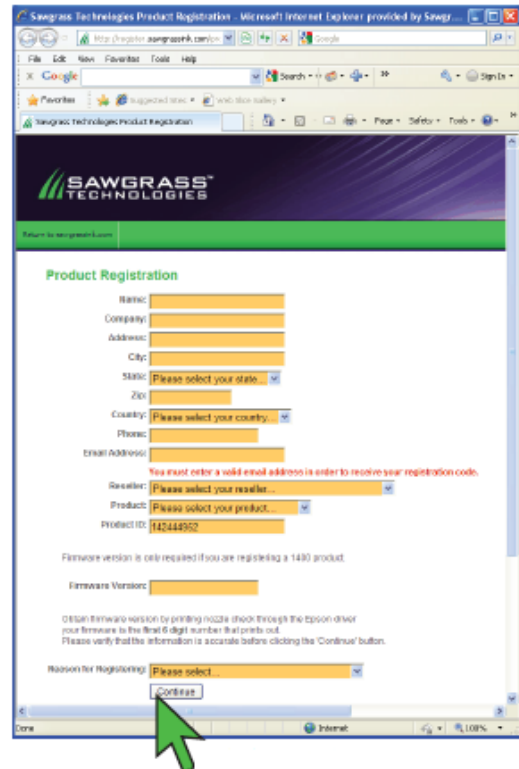 Sawgrass Technologies Product Registration - Microsoft Internet Explorer provided by Sawgr...
Google
File Edit View Favorites Tools Help
x Google Search Sign In
Favorites Suggested Sites Web Slice Gallery
Sawgrass Technologies Product Registration Page Safety Tools
SAWGRASS™
TECHNOLOGIES
Return to sawgrassink.com
Product Registration
Name:
Company:
Address:
City:
State: Please select your state...
Zip:
Country: Please select your country...
Phone:
Email Address:
You must enter a valid email address in order to receive your registration code.
Reseller: Please select your reseller...
Product: Please select your product...
Product ID: 142444962
Firmware version is only required if you are registering a 1400 product.
Firmware Version:
Obtain firmware version by printing nozzle check through the Epson driver
your firmware is the first 6 digit number that prints out.
Please verify that the information is accurate before clicking the 'Continue' button.
Reason for Registering: Please select...
Continue
Done Internet 100%